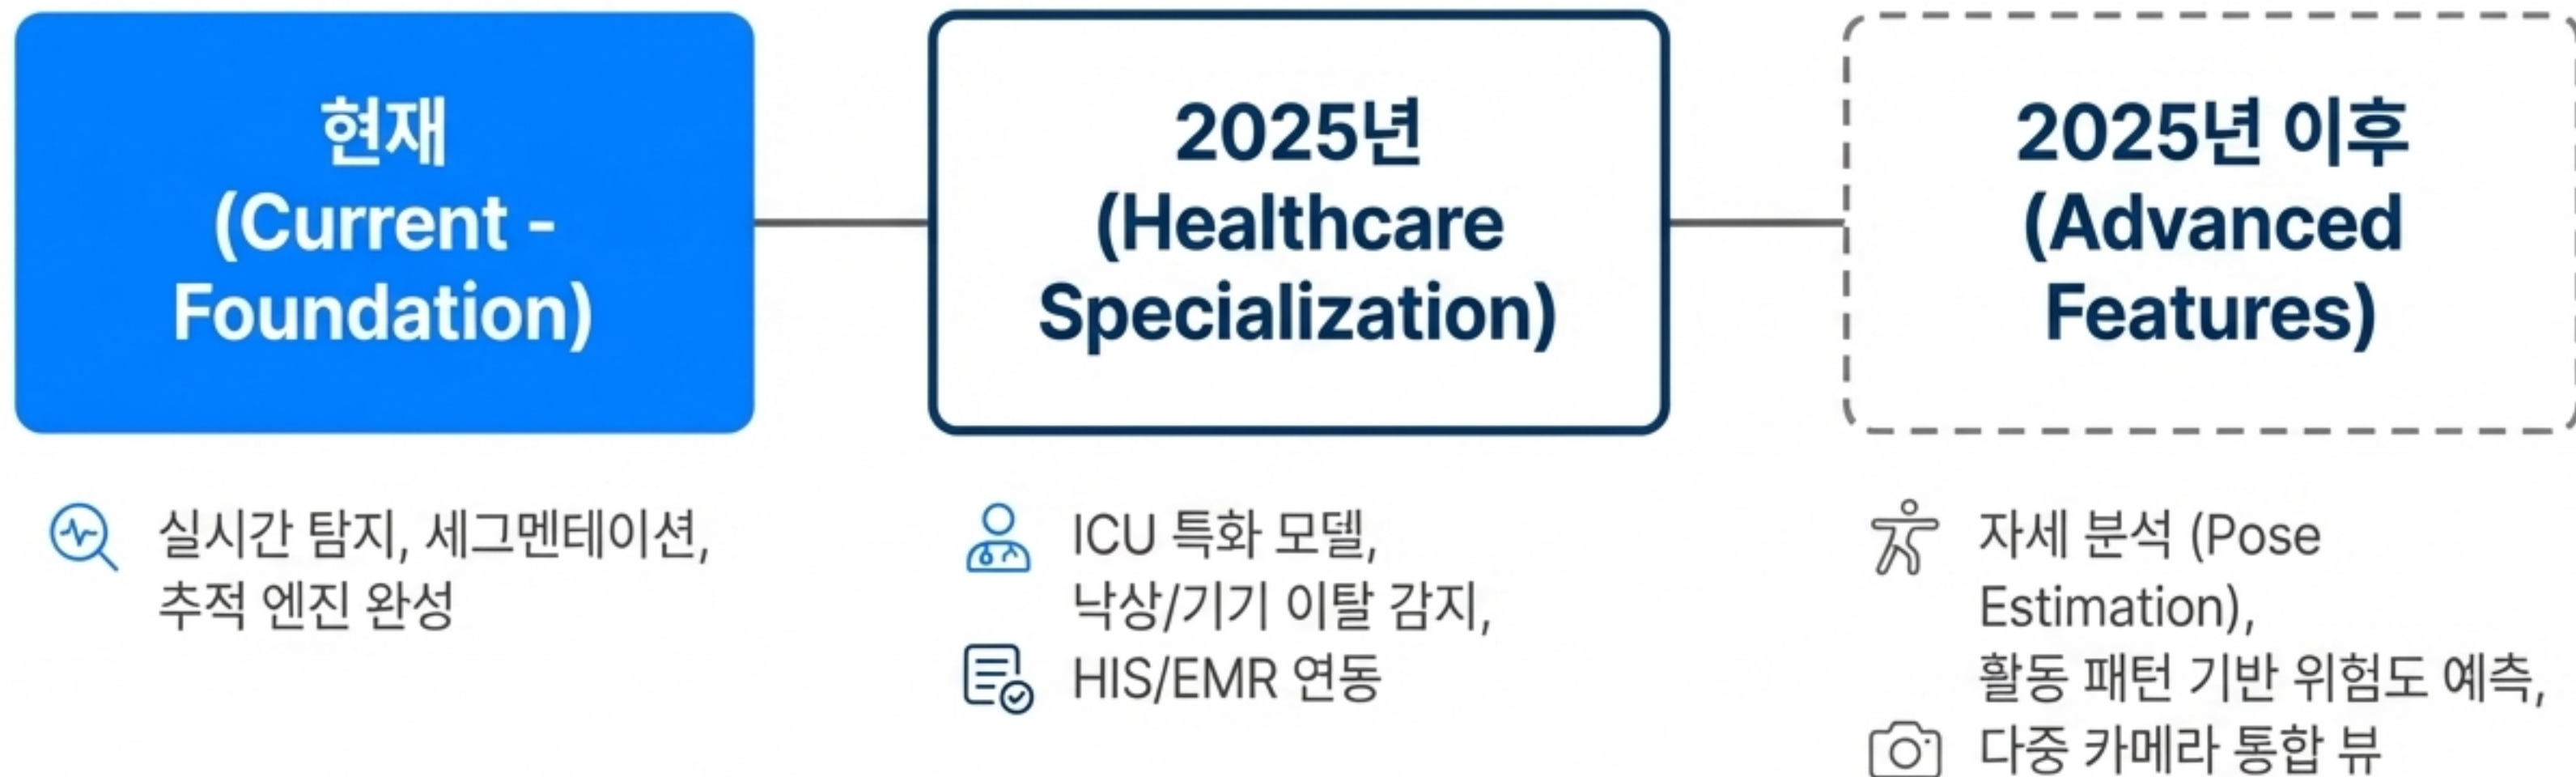 현재
(Current -
Foundation)
2025년
(Healthcare
Specialization)
2025년 이후
(Advanced
Features)
실시간 탐지, 세그멘테이션,
추적 엔진 완성
ICU 특화 모델,
낙상/기기 이탈 감지,
HIS/EMR 연동
자세 분석 (Pose
Estimation),
활동 패턴 기반 위험도 예측,
다중 카메라 통합 뷰